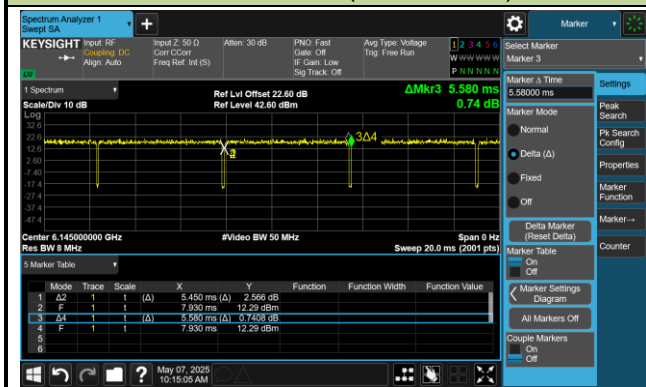 Spectrum Analyzer 1
Swept SA
+
Marker
KEYSIGHT
Input: RF
Coupling: DC
Align: Auto
Input Z: 50 Ω
Corr CCorr
Freq Ref: Int (S)
Atten: 30 dB
PNO: Fast
Gate: Off
IF Gain: Low
Sig Track: Off
Avg Type: Voltage
Trig: Free Run
1 2 3 4 5 6
W W W W W W
P N N N N N
Select Marker
Marker 3
1 Spectrum
Scale/Div 10 dB
Log
Ref Lvl Offset 22.60 dB
Ref Level 42.60 dBm
ΔMkr3 5.580 ms
0.74 dB
32.6
22.6
12.6
2.60
-7.40
-17.4
-27.4
-37.4
-47.4
3Δ4
Center 6.145000000 GHz
Res BW 8 MHz
#Video BW 50 MHz
Span 0 Hz
Sweep 20.0 ms (2001 pts)
5 Marker Table
Mode Trace Scale X Y Function Function Width Function Value
1 Δ2 1 t (Δ) 5.450 ms (Δ) 2.566 dB
2 F 1 t 7.930 ms 12.29 dBm
3 Δ4 1 t (Δ) 5.580 ms (Δ) 0.7408 dB
4 F 1 t 7.930 ms 12.29 dBm
5
6
Marker Δ Time
5.58000 ms
Marker Mode
Normal
Delta (Δ)
Fixed
Off
Delta Marker
(Reset Delta)
Marker Table
On
Off
Marker Settings
Diagram
All Markers Off
Couple Markers
On
Off
Settings
Peak
Search
Pk Search
Config
Properties
Marker
Function
Marker→
Counter
?
May 07, 2025
10:15:05 AM